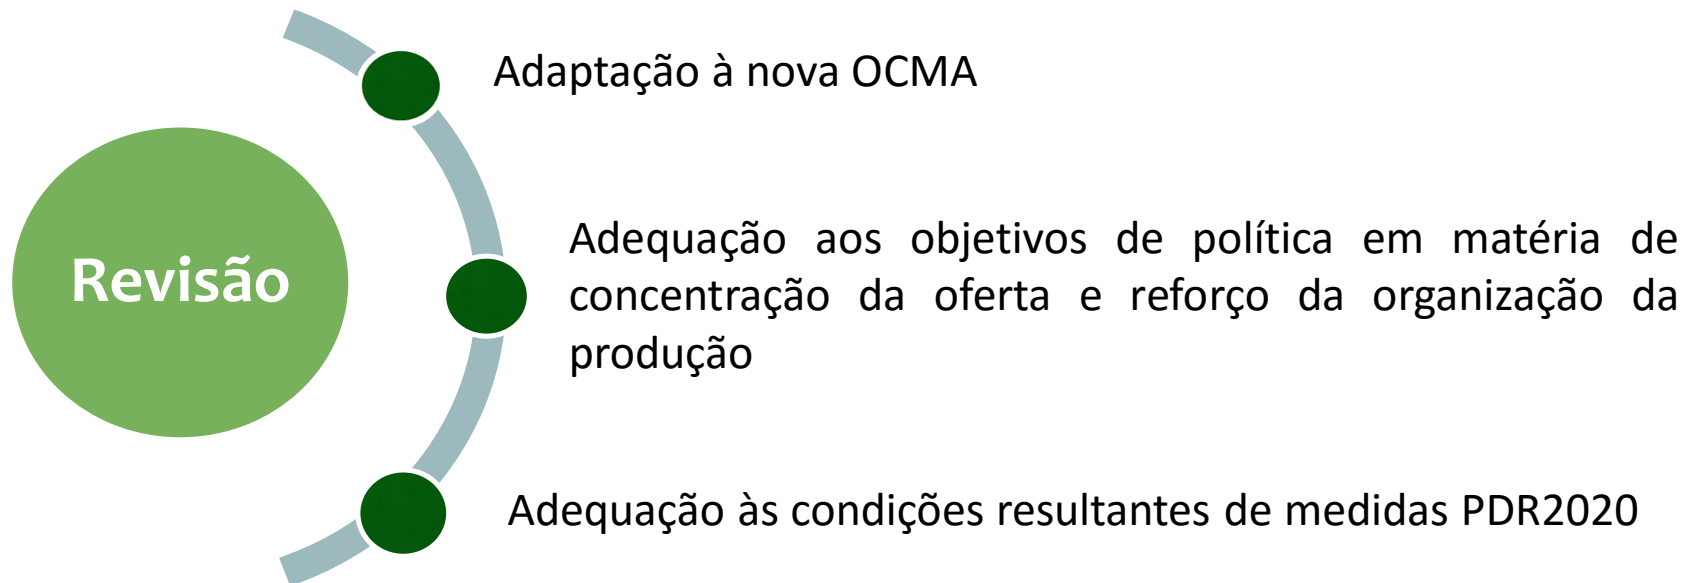 Adaptação à nova OCMA
Revisão
Adequação aos objetivos de política em matéria de
concentração da oferta e reforço da organização da
produção
Adequação às condições resultantes de medidas PDR2020